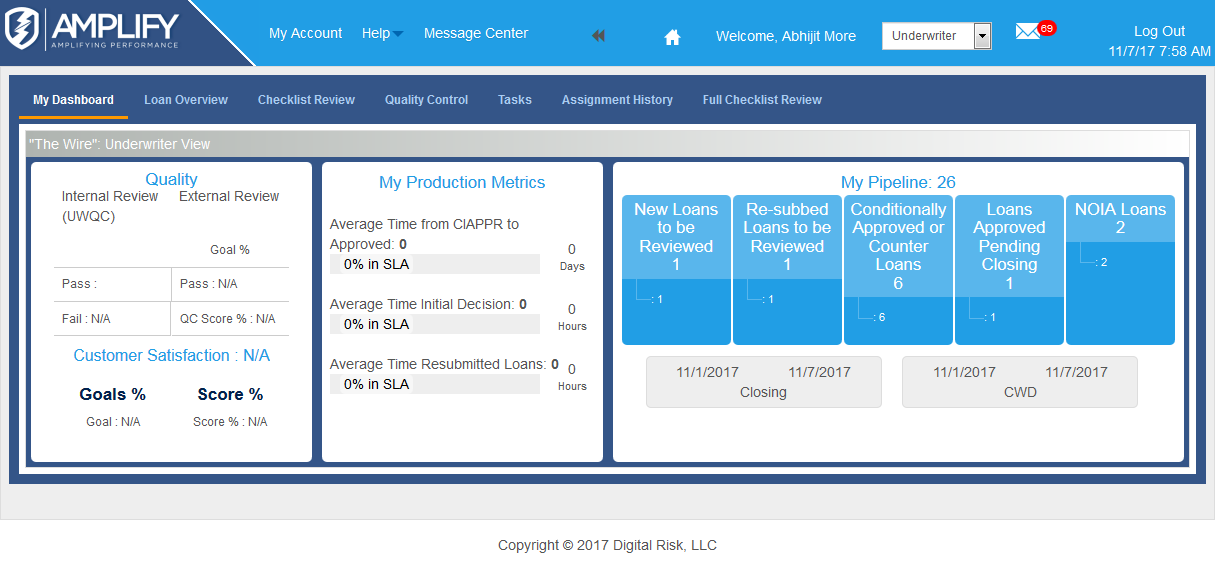 AMPLIFY
AMPLIFYING PERFORMANCE
My Account Help Message Center
Welcome, Abhijit More
Underwriter
69
Log Out
11/7/17 7:58 AM
My Dashboard Loan Overview Checklist Review Quality Control Tasks Assignment History Full Checklist Review
"The Wire": Underwriter View
Quality
Internal Review (UWQC)
External Review
Goal %
Pass : Pass : N/A
Fail : N/A QC Score % : N/A
Customer Satisfaction : N/A
Goals % Score %
Goal : N/A Score % : N/A
My Production Metrics
Average Time from ClAPPR to
Approved: 0
0% in SLA
0
Days
Average Time Initial Decision: 0
0% in SLA
0
Hours
Average Time Resubmitted Loans: 0
0% in SLA
0
Hours
My Pipeline: 26
New Loans
to be
Reviewed
1
: 1
Re-subbed
Loans to be
Reviewed
1
: 1
Conditionally
Approved or
Counter
Loans
6
: 6
Loans
Approved
Pending
Closing
1
: 1
NOIA Loans
2
: 2
11/1/2017 11/7/2017
Closing
11/1/2017 11/7/2017
CWD
Copyright © 2017 Digital Risk, LLC